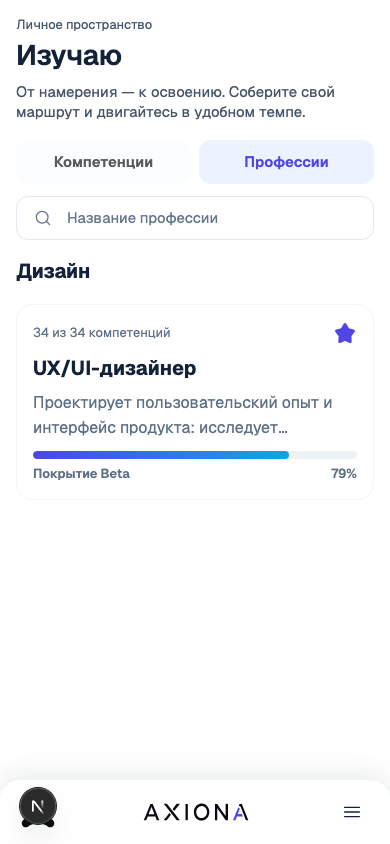 Личное пространство
Изучаю
От намерения — к освоению. Соберите свой
маршрут и двигайтесь в удобном темпе.
Компетенции
Профессии
Название профессии
Дизайн
34 из 34 компетенций
UX/UI-дизайнер
Проектирует пользовательский опыт и
интерфейс продукта: исследует…
Покрытие Beta
79%
N
AXIONA